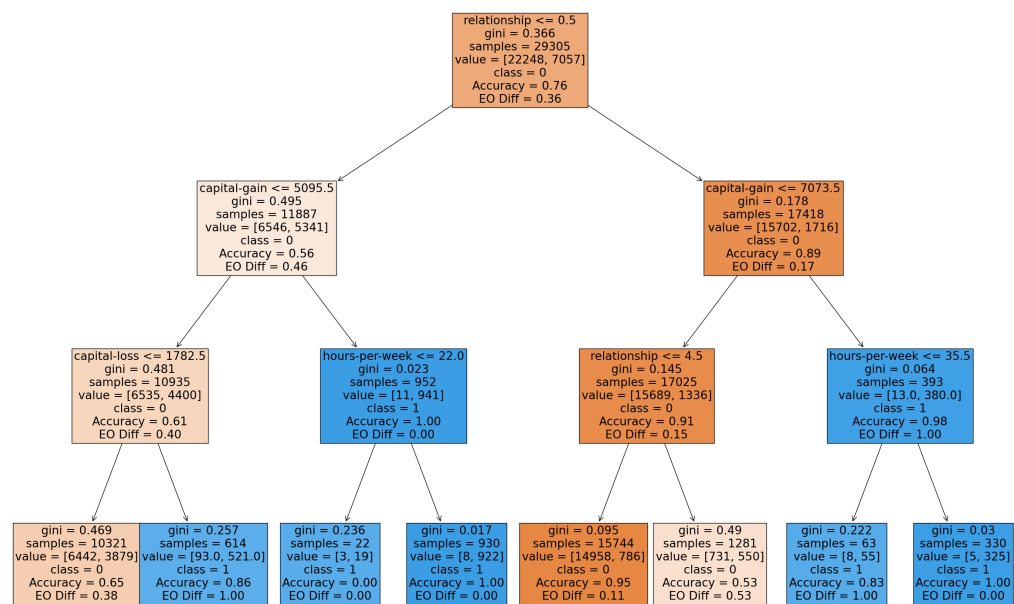 relationship <= 0.5
gini = 0.366
samples = 29305
value = [22248, 7057]
class = 0
Accuracy = 0.76
EO Diff = 0.36
capital-gain <= 5095.5
gini = 0.495
samples = 11887
value = [6546, 5341]
class = 0
Accuracy = 0.56
EO Diff = 0.46
capital-gain <= 7073.5
gini = 0.178
samples = 17418
value = [15702, 1716]
class = 0
Accuracy = 0.89
EO Diff = 0.17
capital-loss <= 1782.5
gini = 0.481
samples = 10935
value = [6535, 4400]
class = 0
Accuracy = 0.61
EO Diff = 0.40
hours-per-week <= 22.0
gini = 0.023
samples = 952
value = [11, 941]
class = 1
Accuracy = 1.00
EO Diff = 0.00
relationship <= 4.5
gini = 0.145
samples = 17025
value = [15689, 1336]
class = 0
Accuracy = 0.91
EO Diff = 0.15
hours-per-week <= 35.5
gini = 0.064
samples = 393
value = [13.0, 380.0]
class = 1
Accuracy = 0.98
EO Diff = 1.00
gini = 0.469
samples = 10321
value = [6442, 3879]
class = 0
Accuracy = 0.65
EO Diff = 0.38
gini = 0.257
samples = 614
value = [93.0, 521.0]
class = 1
Accuracy = 0.86
EO Diff = 1.00
gini = 0.236
samples = 22
value = [3, 19]
class = 1
Accuracy = 0.00
EO Diff = 0.00
gini = 0.017
samples = 930
value = [8, 922]
class = 1
Accuracy = 1.00
EO Diff = 0.00
gini = 0.095
samples = 15744
value = [14958, 786]
class = 0
Accuracy = 0.95
EO Diff = 0.11
gini = 0.49
samples = 1281
value = [731, 550]
class = 0
Accuracy = 0.53
EO Diff = 0.53
gini = 0.222
samples = 63
value = [8, 55]
class = 1
Accuracy = 0.83
EO Diff = 1.00
gini = 0.03
samples = 330
value = [5, 325]
class = 1
Accuracy = 1.00
EO Diff = 0.00